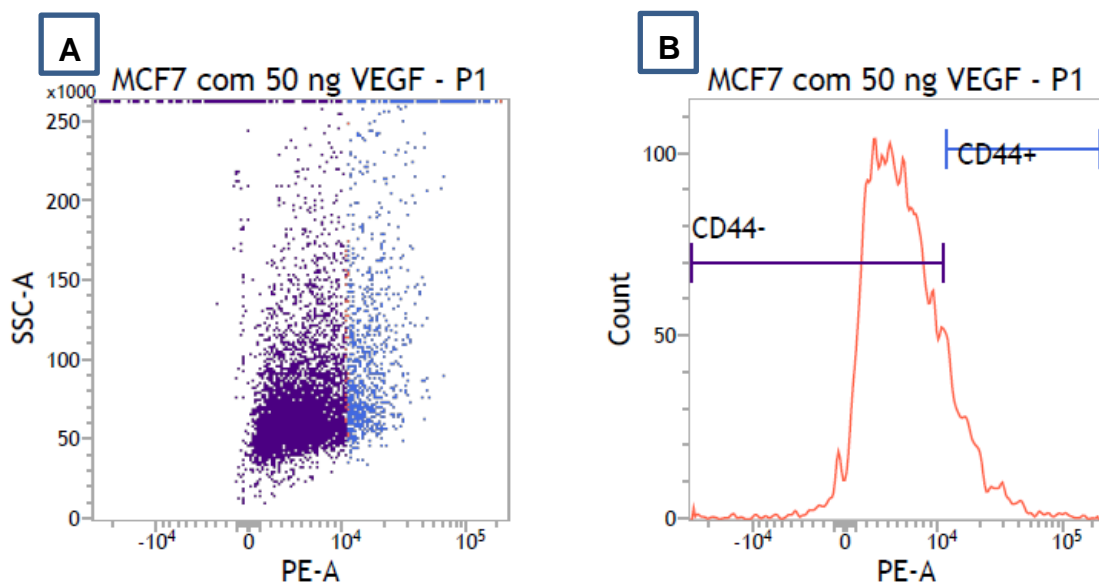 A
MCF7 com 50 ng VEGF - P1
x1000
250
200
150
100
50
0
SSC-A
-10⁴
0
10⁴
10⁵
PE-A
B
MCF7 com 50 ng VEGF - P1
100
50
0
Count
CD44+
CD44-
-10⁴
0
10⁴
10⁵
PE-A